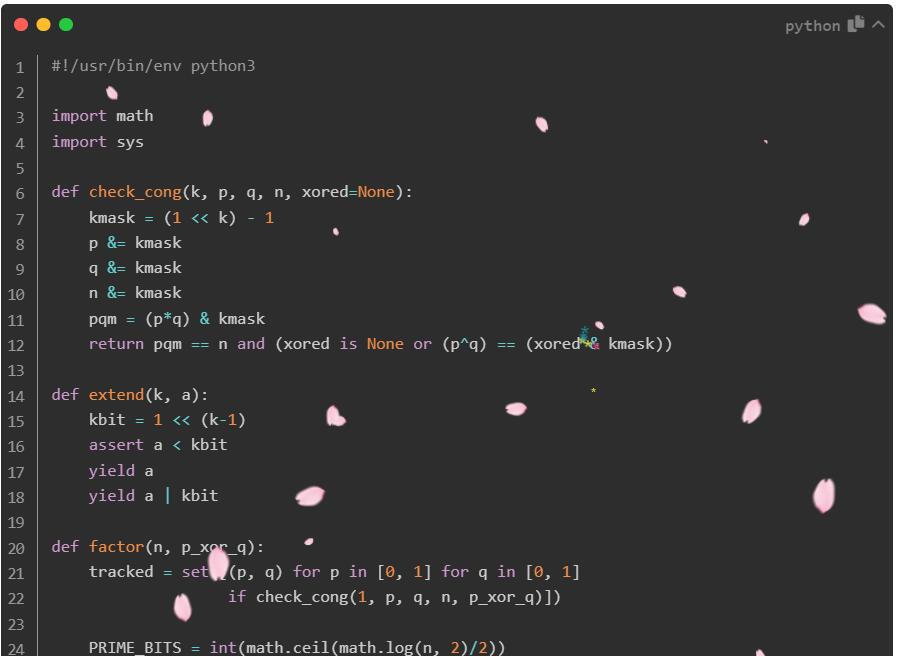 python
1 #!/usr/bin/env python3
2
3 import math
4 import sys
5
6 def check_cong(k, p, q, n, xored=None):
7     kmask = (1 << k) - 1
8     p &= kmask
9     q &= kmask
10     n &= kmask
11     pqm = (p*q) & kmask
12     return pqm == n and (xored is None or (p^q) == (xored & kmask))
13
14 def extend(k, a):
15     kbit = 1 << (k-1)
16     assert a < kbit
17     yield a
18     yield a | kbit
19
20 def factor(n, p_xor_q):
21     tracked = set([(p, q) for p in [0, 1] for q in [0, 1]
22                    if check_cong(1, p, q, n, p_xor_q)])
23
24     PRIME_BITS = int(math.ceil(math.log(n, 2)/2))